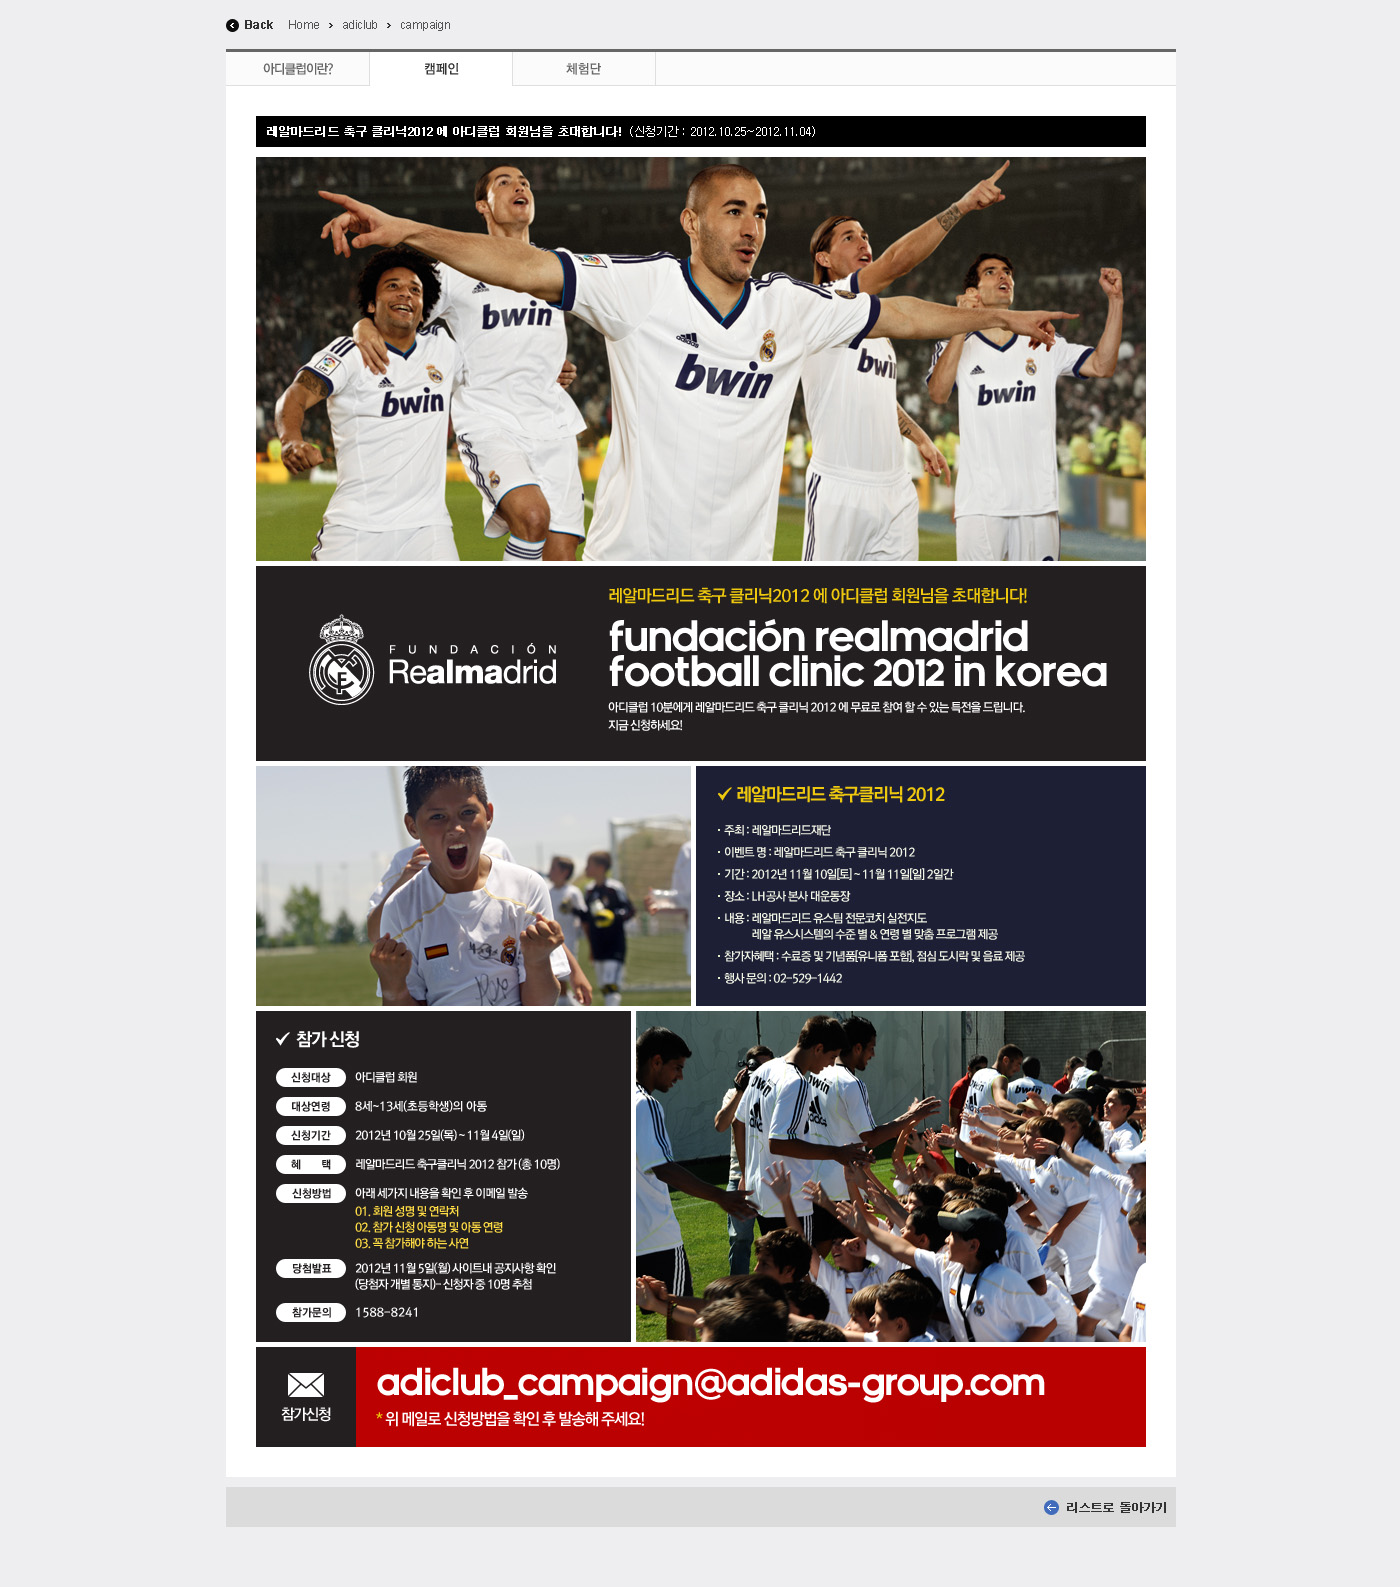 Back Home > adiclub > campaign
아디클럽이란? 캠페인 체험단
레알마드리드 축구 클리닉2012 에 아디클럽 회원님을 초대합니다! (신청기간 : 2012.10.25~2012.11.04)
bwin
bwin
bwin
bwin
bwin
레알마드리드 축구 클리닉2012 에 아디클럽 회원님을 초대합니다!
FUNDACIÓN
Realmadrid
fundación realmadrid
football clinic 2012 in korea
아디클럽 10분에게 레알마드리드 축구 클리닉 2012 에 무료로 참여 할 수 있는 특전을 드립니다.
지금 신청하세요!
레알마드리드 축구클리닉 2012
· 주최 : 레알마드리드재단
· 이벤트 명 : 레알마드리드 축구 클리닉 2012
· 기간 : 2012년 11월 10일[토] ~ 11월 11일[일] 2일간
· 장소 : LH공사 본사 대운동장
· 내용 : 레알마드리드 유스팀 전문코치 실전지도
레알 유스시스템의 수준 별 & 연령 별 맞춤 프로그램 제공
· 참가자혜택 : 수료증 및 기념품[유니폼 포함], 점심 도시락 및 음료 제공
· 행사 문의 : 02-529-1442
참가 신청
신청대상 아디클럽 회원
대상연령 8세~13세(초등학생)의 아동
신청기간 2012년 10월 25일(목) ~ 11월 4일(일)
혜 택 레알마드리드 축구클리닉 2012 참가 (총 10명)
신청방법 아래 세가지 내용을 확인 후 이메일 발송
01. 회원 성명 및 연락처
02. 참가 신청 아동명 및 아동 연령
03. 꼭 참가해야 하는 사연
당첨발표 2012년 11월 5일(월) 사이트내 공지사항 확인
(당첨자 개별 통지)- 신청자 중 10명 추첨
참가문의 1588-8241
bwin
bwin
bwin
참가신청
adiclub_campaign@adidas-group.com
* 위 메일로 신청방법을 확인 후 발송해 주세요!
리스트로 돌아가기